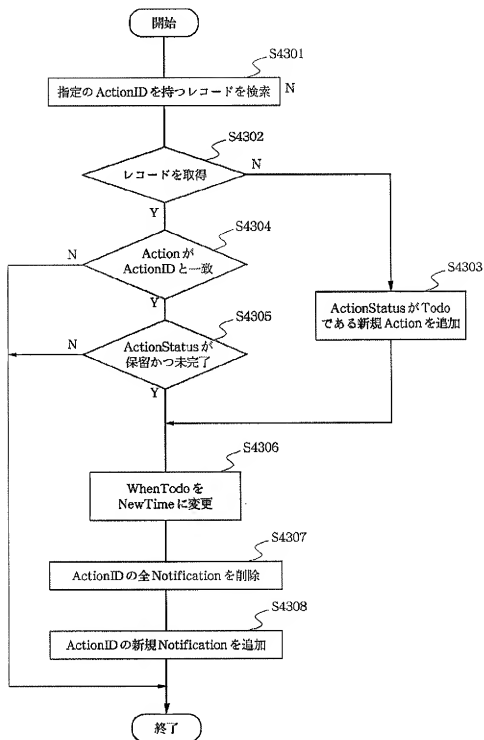 開始
S4301
指定のActionIDを持つレコードを検索
N
S4302
レコードを取得
N
Y
S4304
Actionが
ActionIDと一致
N
Y
S4303
ActionStatusがTodo
である新規Actionを追加
S4305
ActionStatusが
保留かつ未完了
N
Y
S4306
WhenTodoを
NewTimeに変更
S4307
ActionIDの全Notificationを削除
S4308
ActionIDの新規Notificationを追加
終了